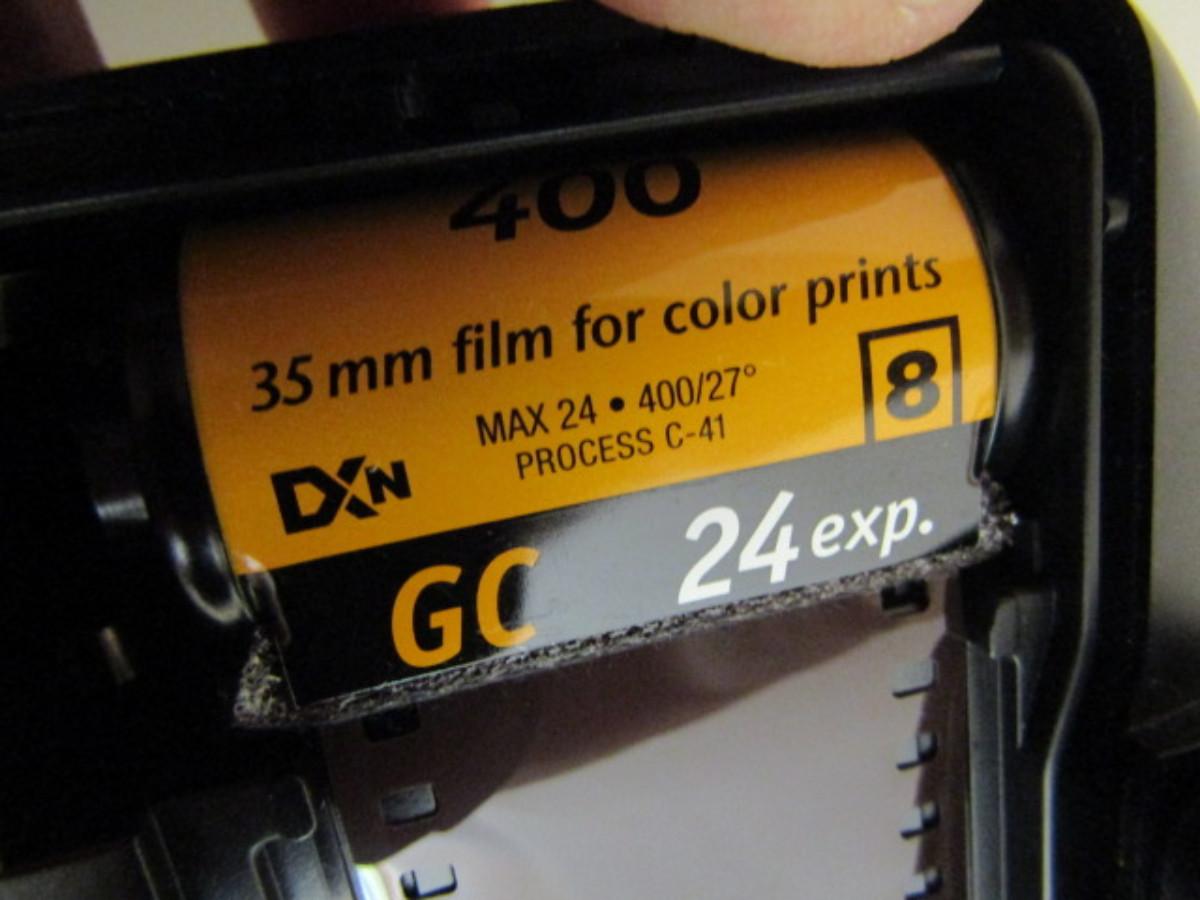 400
35 mm film for color prints
MAX 24 • 400/27°
PROCESS C-41
8
DXN
GC 24 exp.